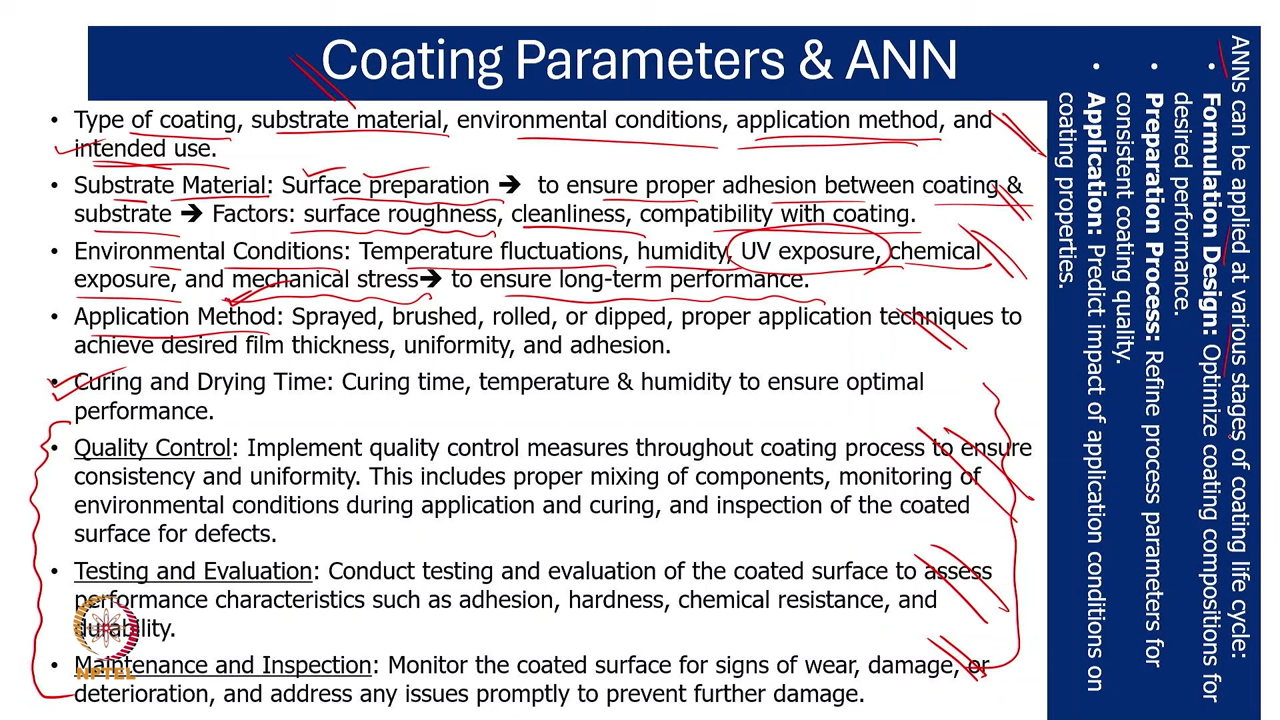 Coating Parameters & ANN
• Type of coating, substrate material, environmental conditions, application method, and
intended use.
• Substrate Material: Surface preparation ➔ to ensure proper adhesion between coating &
substrate ➔ Factors: surface roughness, cleanliness, compatibility with coating.
• Environmental Conditions: Temperature fluctuations, humidity, UV exposure, chemical
exposure, and mechanical stress➔ to ensure long-term performance.
• Application Method: Sprayed, brushed, rolled, or dipped, proper application techniques to
achieve desired film thickness, uniformity, and adhesion.
• Curing and Drying Time: Curing time, temperature & humidity to ensure optimal
performance.
• Quality Control: Implement quality control measures throughout coating process to ensure
consistency and uniformity. This includes proper mixing of components, monitoring of
environmental conditions during application and curing, and inspection of the coated
surface for defects.
• Testing and Evaluation: Conduct testing and evaluation of the coated surface to assess
performance characteristics such as adhesion, hardness, chemical resistance, and
durability.
• Maintenance and Inspection: Monitor the coated surface for signs of wear, damage, or
deterioration, and address any issues promptly to prevent further damage.
ANNs can be applied at various stages of coating life cycle:
• Formulation Design: Optimize coating compositions for
desired performance.
• Preparation Process: Refine process parameters for
consistent coating quality.
• Application: Predict impact of application conditions on
coating properties.
NPTEL